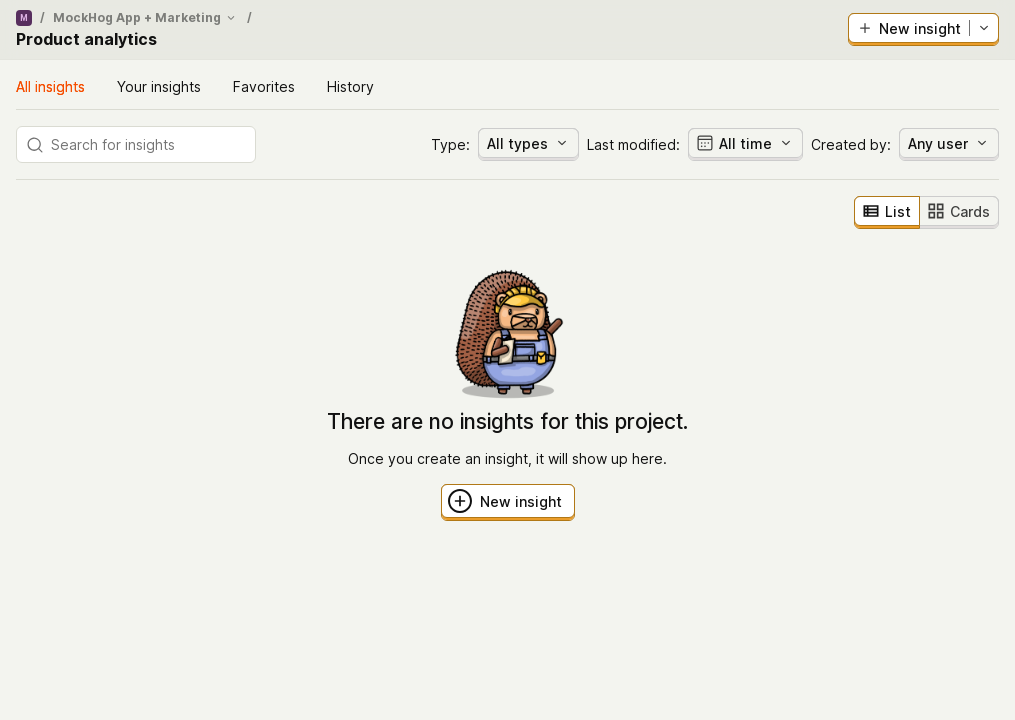 M / MockHog App + Marketing /
Product analytics
New insight
All insights Your insights Favorites History
Search for insights Type: All types Last modified: All time Created by: Any user
List Cards
There are no insights for this project.
Once you create an insight, it will show up here.
New insight